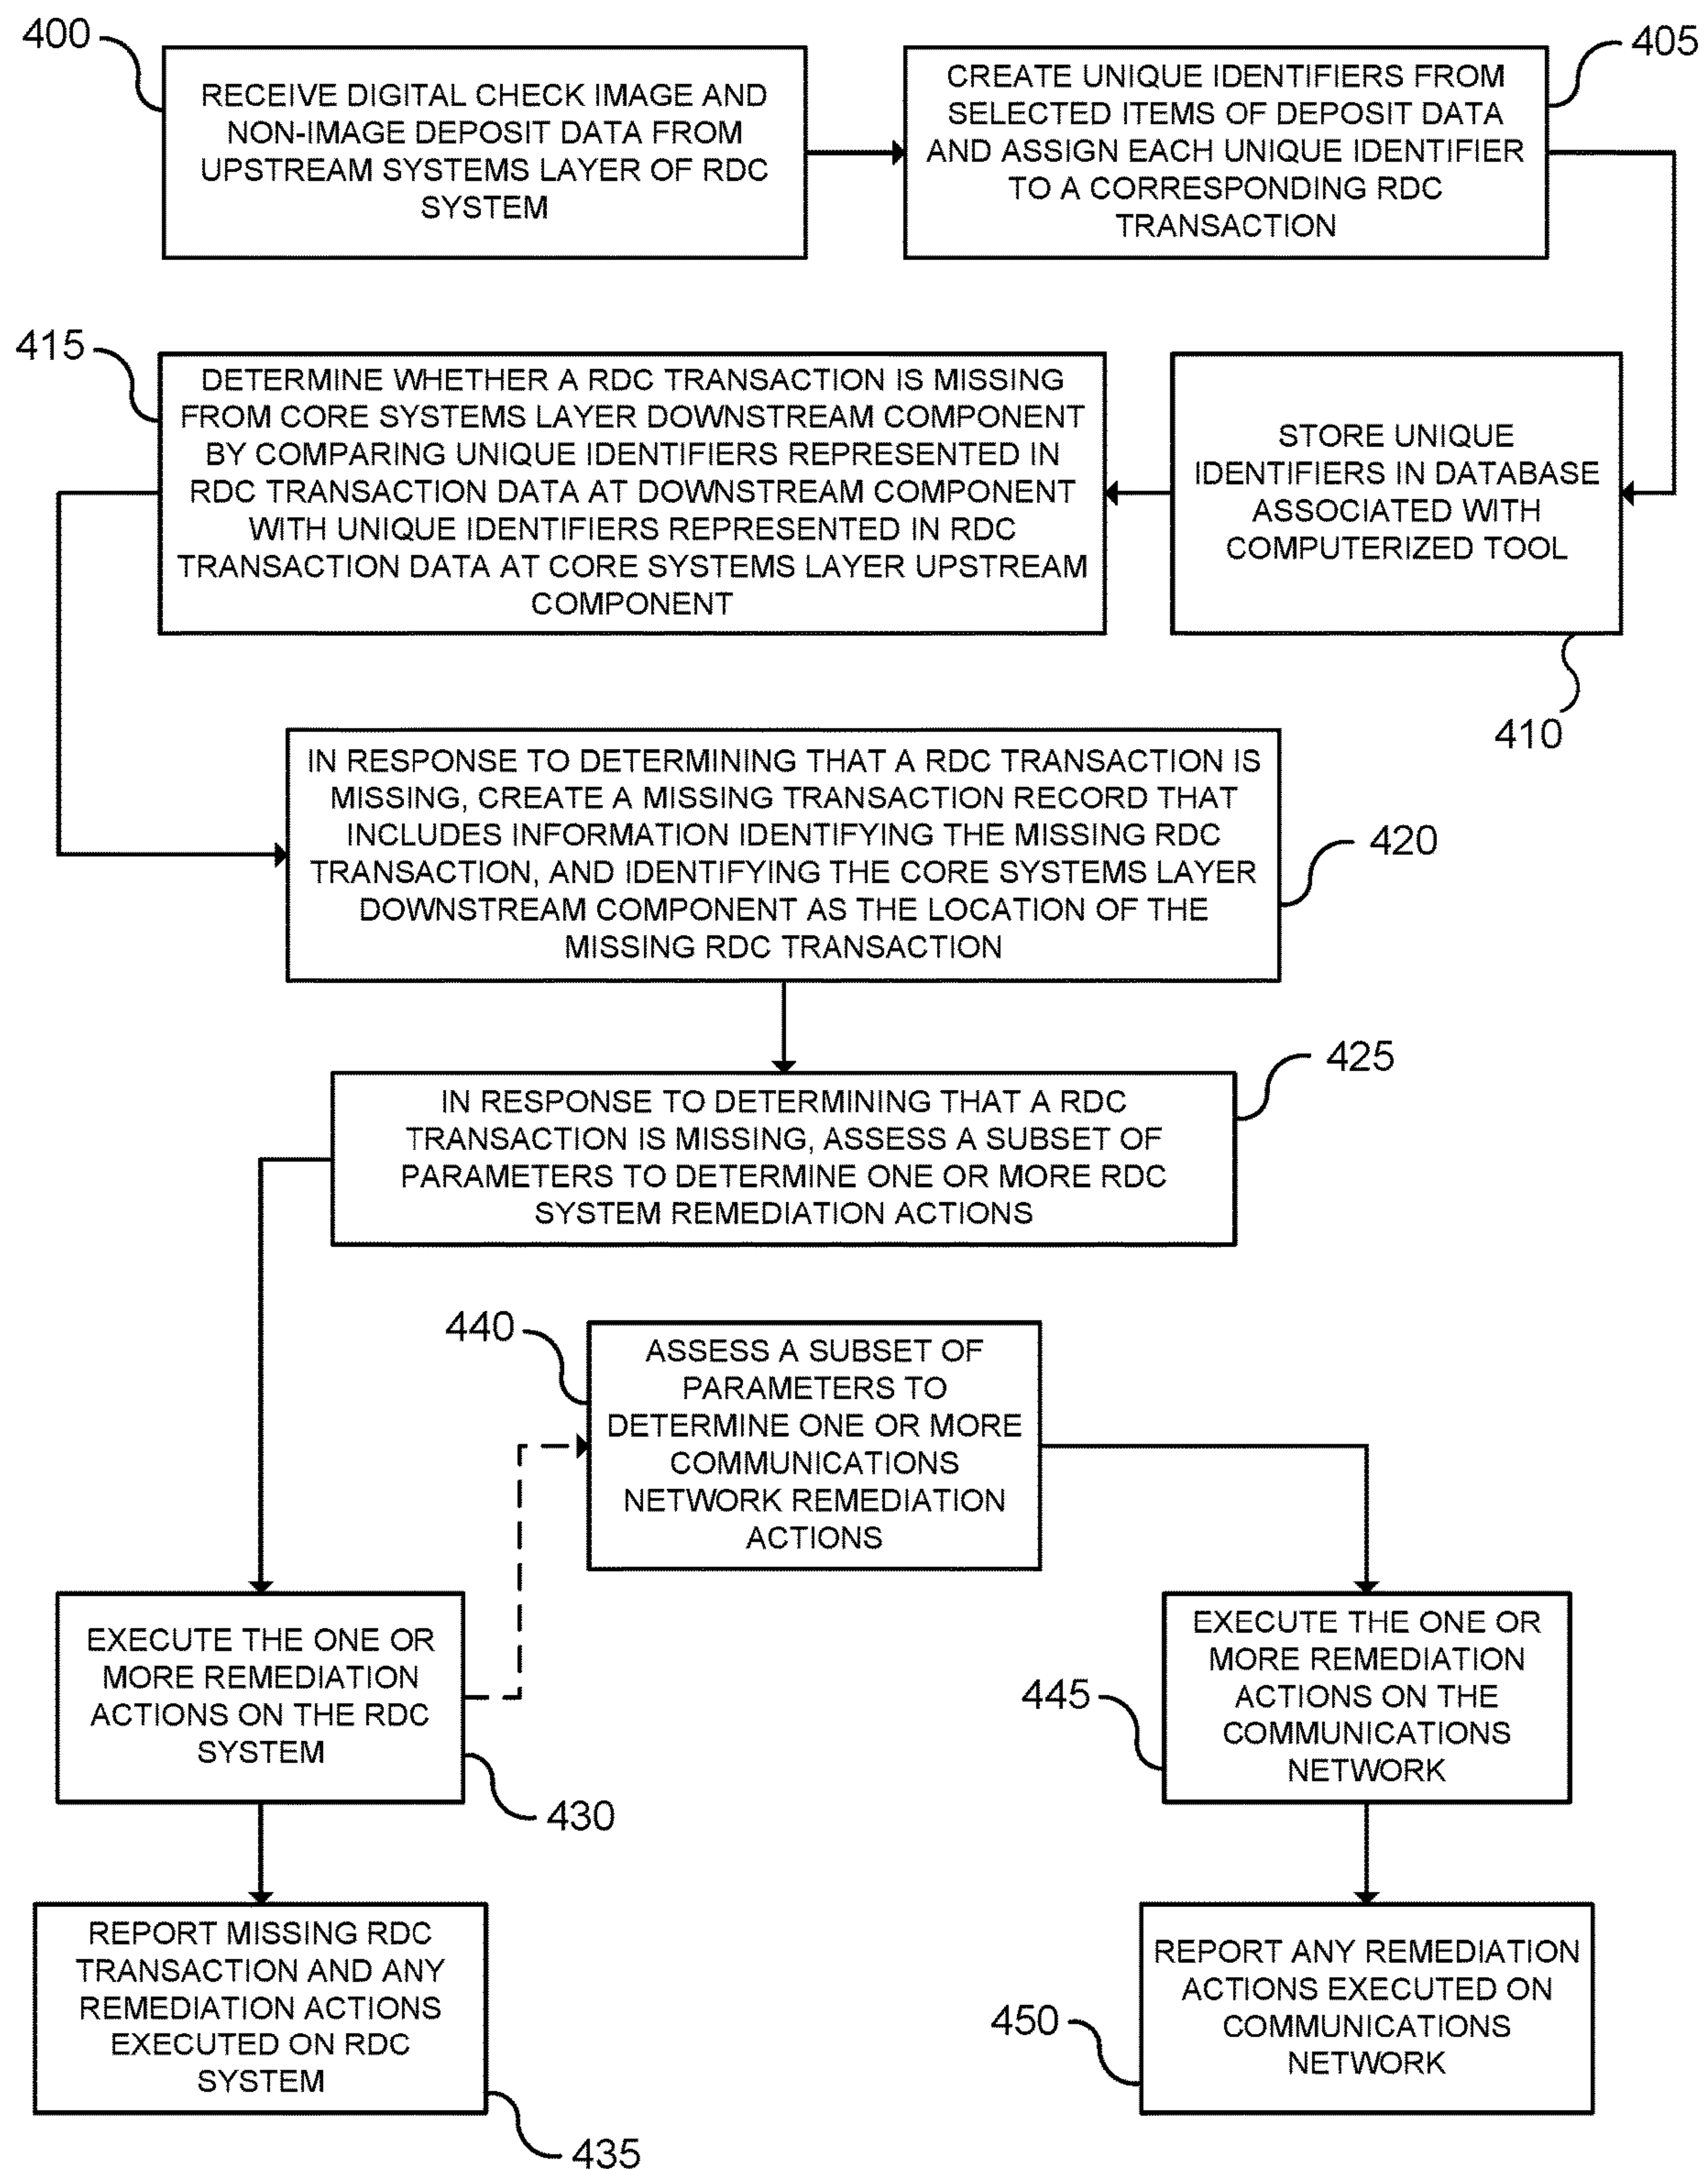 400
RECEIVE DIGITAL CHECK IMAGE AND
NON-IMAGE DEPOSIT DATA FROM
UPSTREAM SYSTEMS LAYER OF RDC
SYSTEM
405
CREATE UNIQUE IDENTIFIERS FROM
SELECTED ITEMS OF DEPOSIT DATA
AND ASSIGN EACH UNIQUE IDENTIFIER
TO A CORRESPONDING RDC
TRANSACTION
410
STORE UNIQUE
IDENTIFIERS IN DATABASE
ASSOCIATED WITH
COMPUTERIZED TOOL
415
DETERMINE WHETHER A RDC TRANSACTION IS MISSING
FROM CORE SYSTEMS LAYER DOWNSTREAM COMPONENT
BY COMPARING UNIQUE IDENTIFIERS REPRESENTED IN
RDC TRANSACTION DATA AT DOWNSTREAM COMPONENT
WITH UNIQUE IDENTIFIERS REPRESENTED IN RDC
TRANSACTION DATA AT CORE SYSTEMS LAYER UPSTREAM
COMPONENT
420
IN RESPONSE TO DETERMINING THAT A RDC TRANSACTION IS
MISSING, CREATE A MISSING TRANSACTION RECORD THAT
INCLUDES INFORMATION IDENTIFYING THE MISSING RDC
TRANSACTION, AND IDENTIFYING THE CORE SYSTEMS LAYER
DOWNSTREAM COMPONENT AS THE LOCATION OF THE
MISSING RDC TRANSACTION
425
IN RESPONSE TO DETERMINING THAT A RDC
TRANSACTION IS MISSING, ASSESS A SUBSET OF
PARAMETERS TO DETERMINE ONE OR MORE RDC
SYSTEM REMEDIATION ACTIONS
430
EXECUTE THE ONE OR
MORE REMEDIATION
ACTIONS ON THE RDC
SYSTEM
435
REPORT MISSING RDC
TRANSACTION AND ANY
REMEDIATION ACTIONS
EXECUTED ON RDC
SYSTEM
440
ASSESS A SUBSET OF
PARAMETERS TO
DETERMINE ONE OR MORE
COMMUNICATIONS
NETWORK REMEDIATION
ACTIONS
445
EXECUTE THE ONE OR
MORE REMEDIATION
ACTIONS ON THE
COMMUNICATIONS
NETWORK
450
REPORT ANY REMEDIATION
ACTIONS EXECUTED ON
COMMUNICATIONS
NETWORK